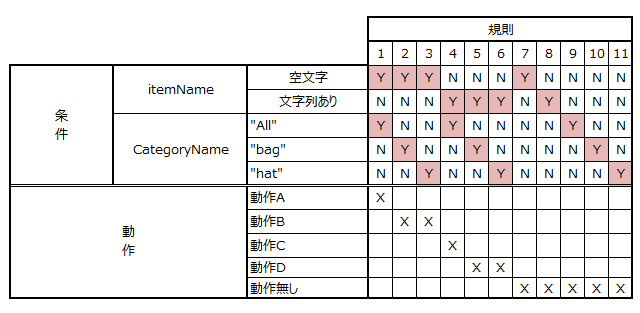 規則
1 2 3 4 5 6 7 8 9 10 11
条件
itemName
空文字 Y Y Y N N N Y N N N N
文字列あり N N N Y Y Y N Y N N N
CategoryName
"All" Y N N Y N N N N Y N N
"bag" N Y N N Y N N N N Y N
"hat" N N Y N N Y N N N N Y
動作
動作A X
動作B X X
動作C X
動作D X X
動作無し X X X X X